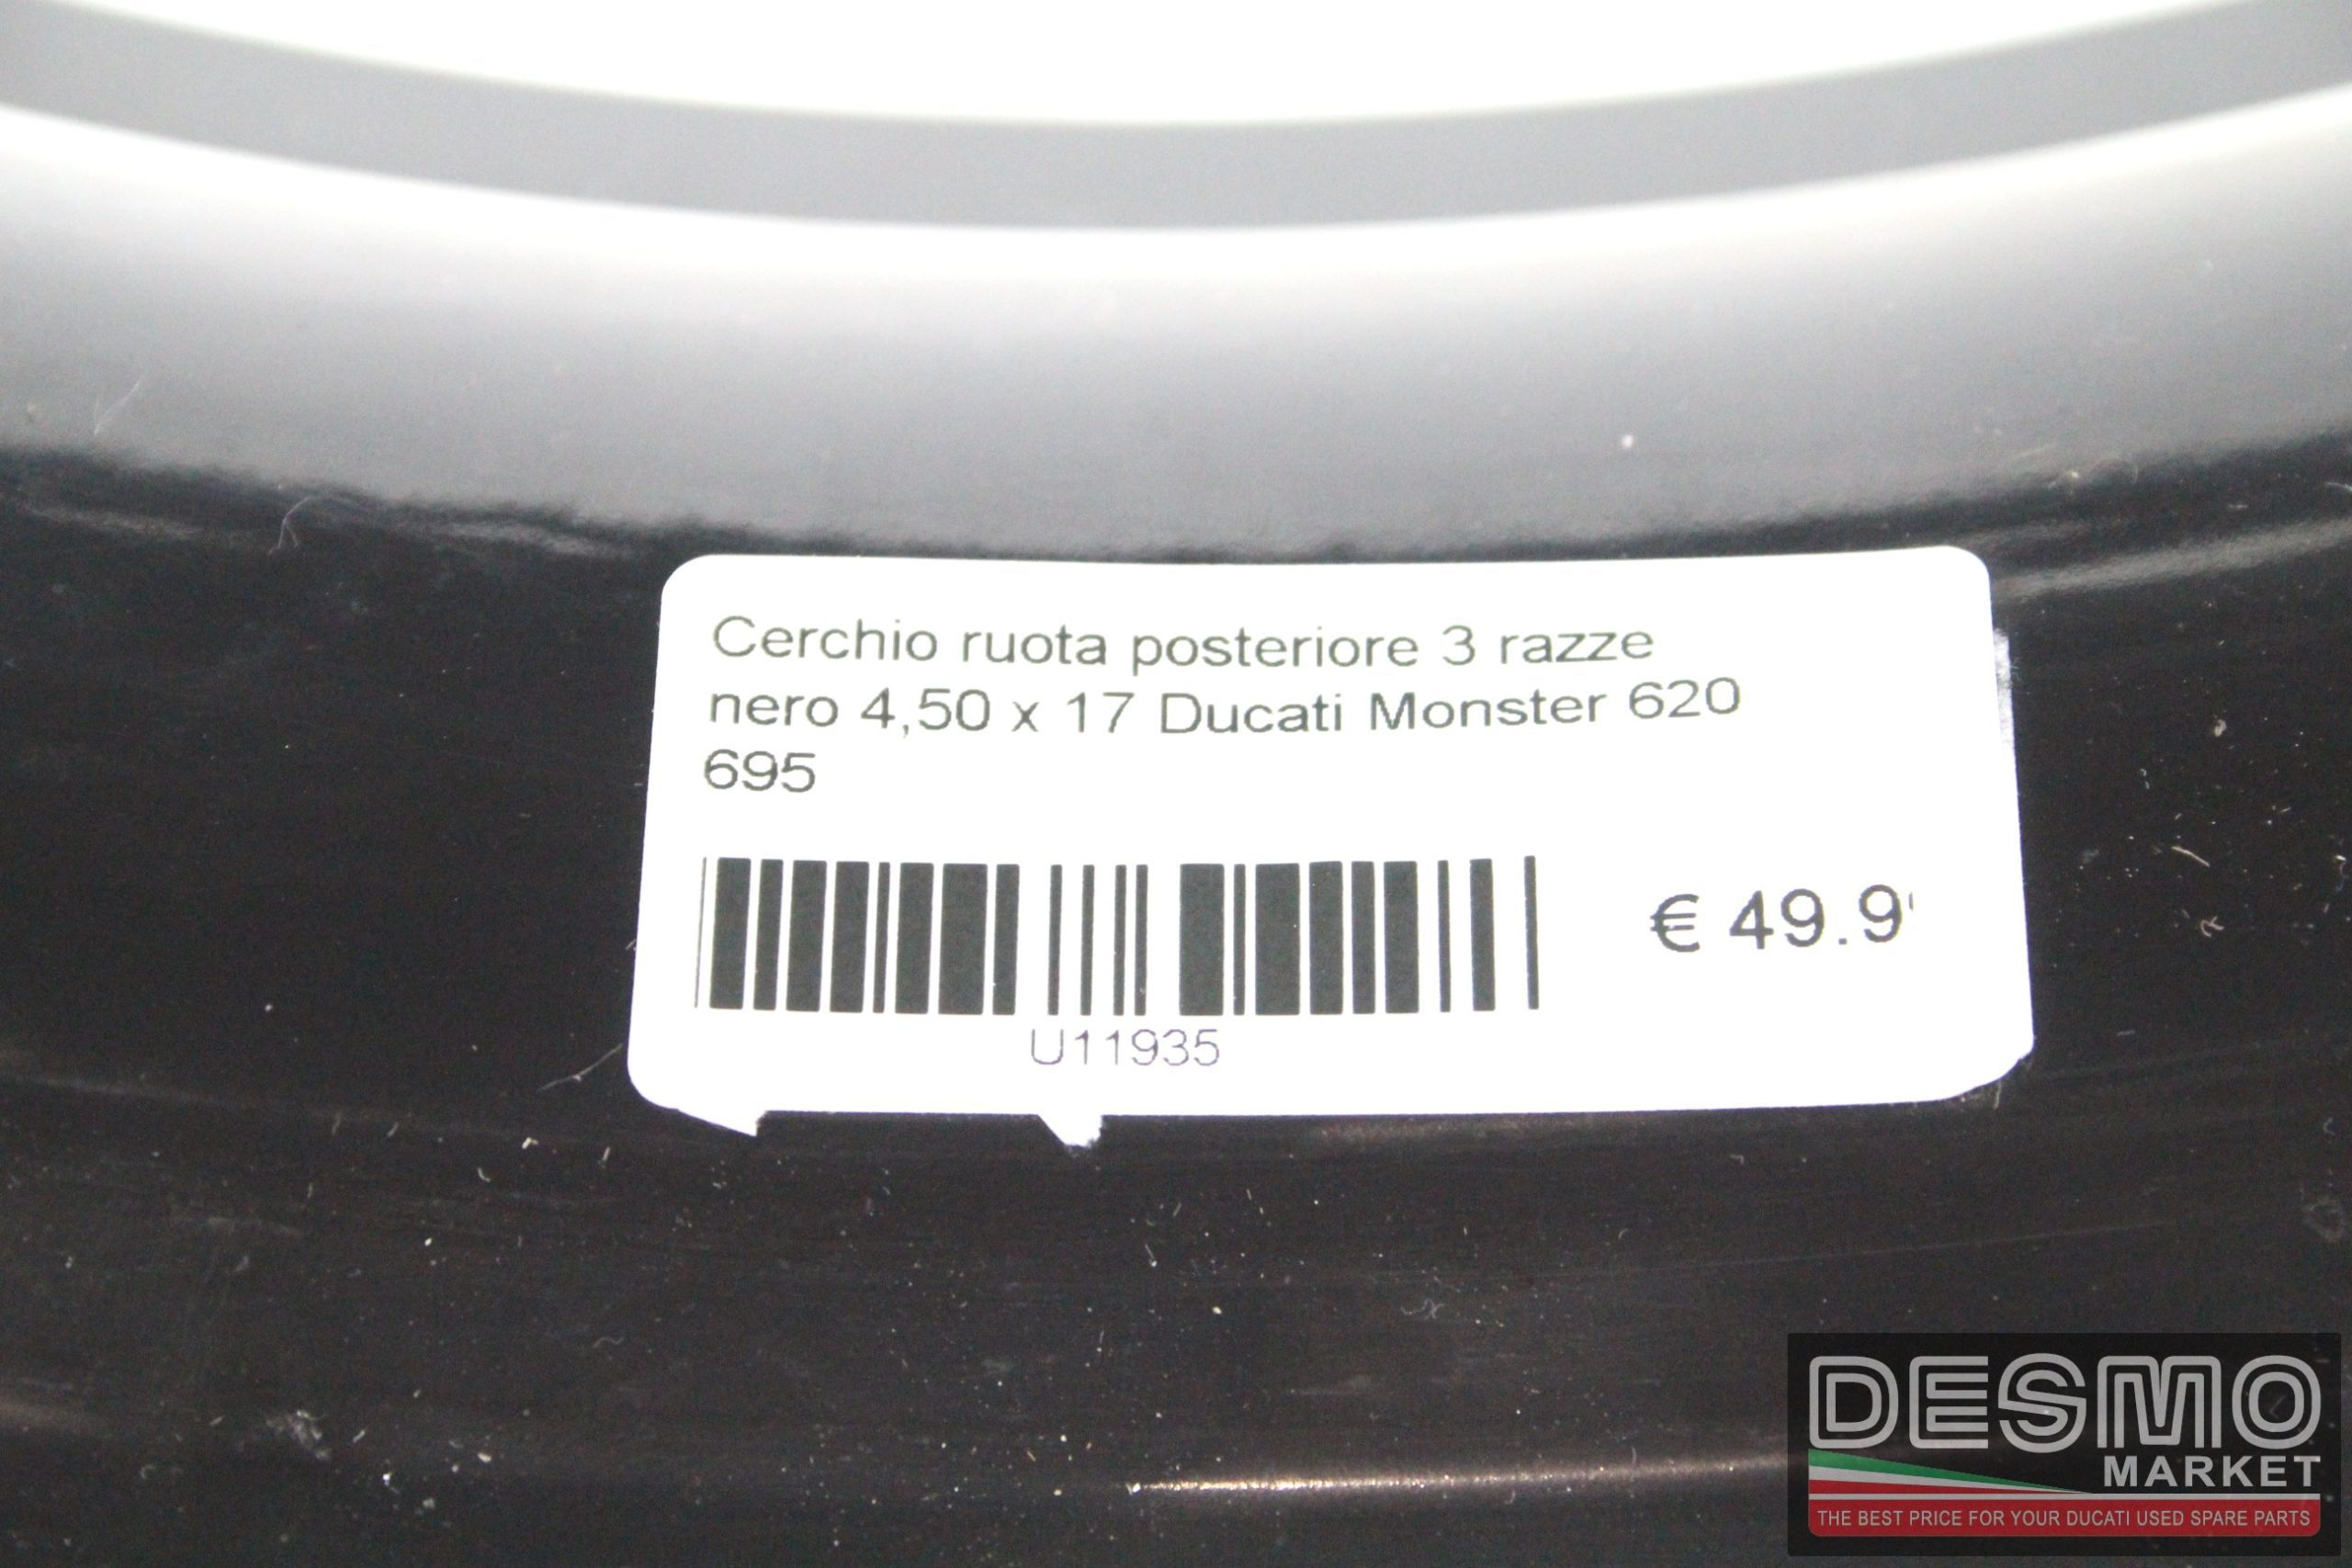 Cerchio ruota posteriore 3 razze
nero 4,50 x 17 Ducati Monster 620
695
€ 49.9
U11935
DESMO
MARKET
THE BEST PRICE FOR YOUR DUCATI USED SPARE PARTS